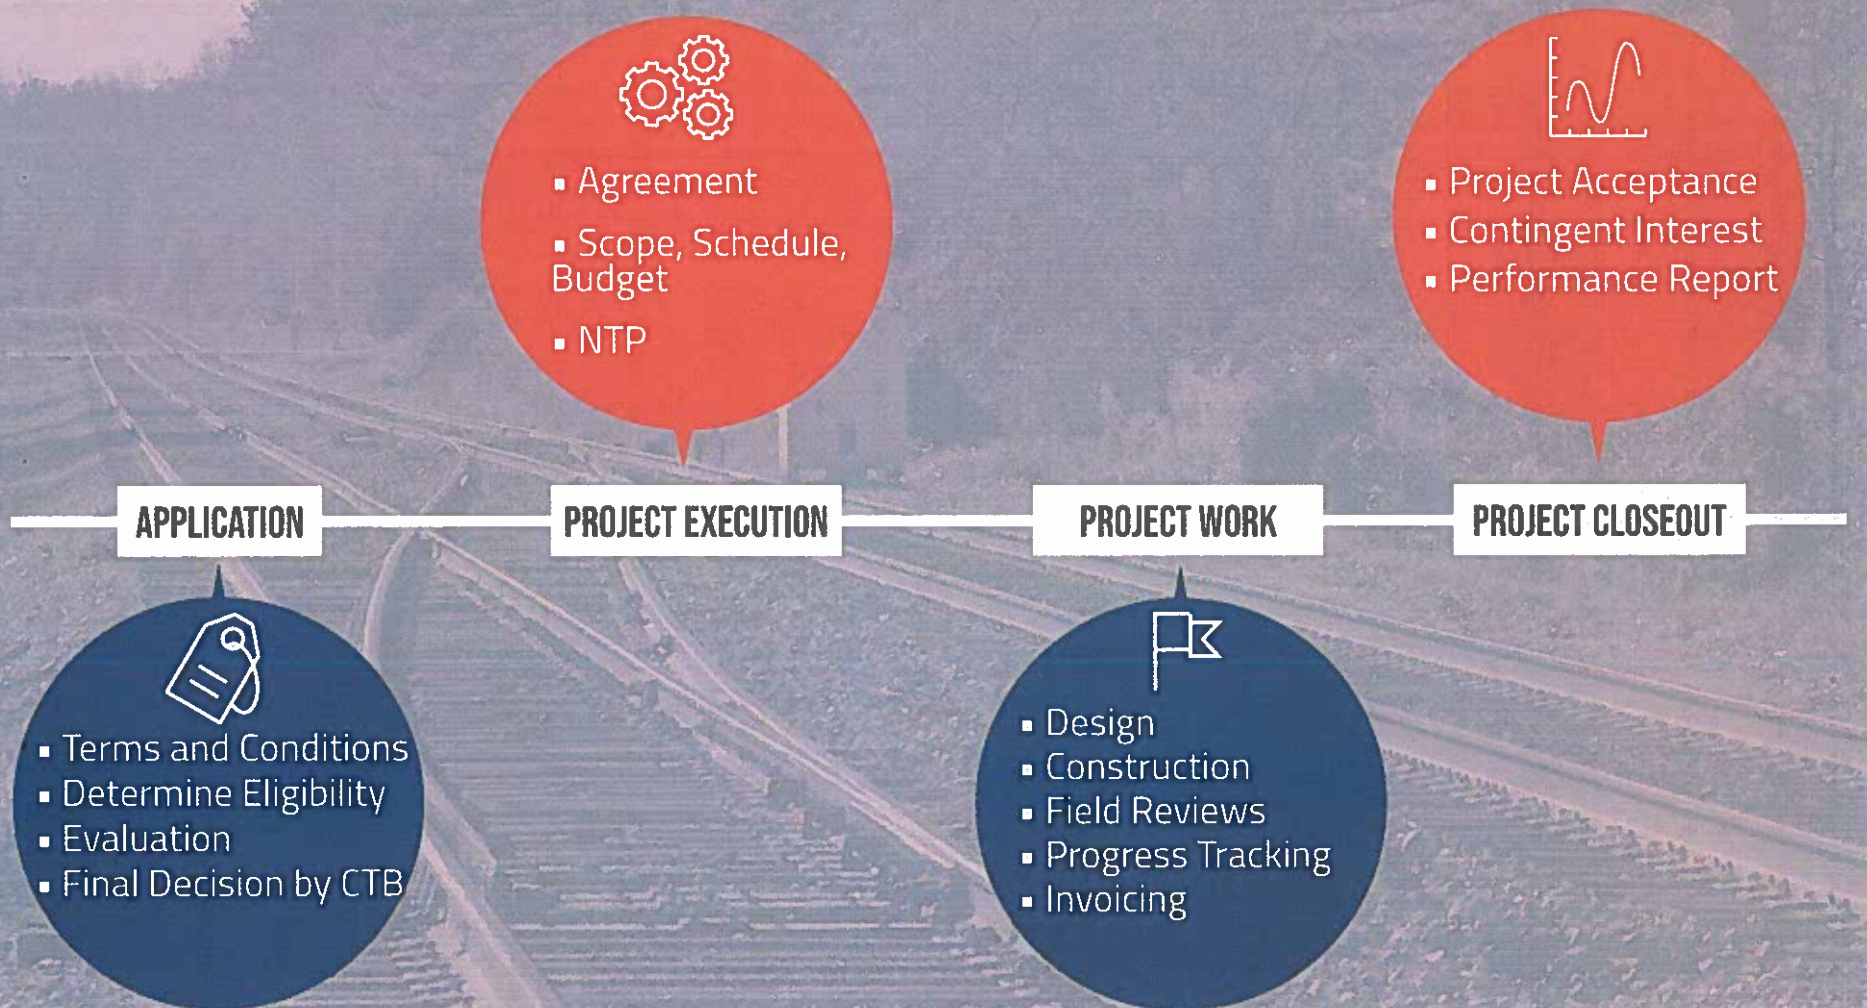 APPLICATION
▪ Terms and Conditions
▪ Determine Eligibility
▪ Evaluation
▪ Final Decision by CTB
▪ Agreement
▪ Scope, Schedule,
Budget
▪ NTP
PROJECT EXECUTION
PROJECT WORK
▪ Design
▪ Construction
▪ Field Reviews
▪ Progress Tracking
▪ Invoicing
▪ Project Acceptance
▪ Contingent Interest
▪ Performance Report
PROJECT CLOSEOUT